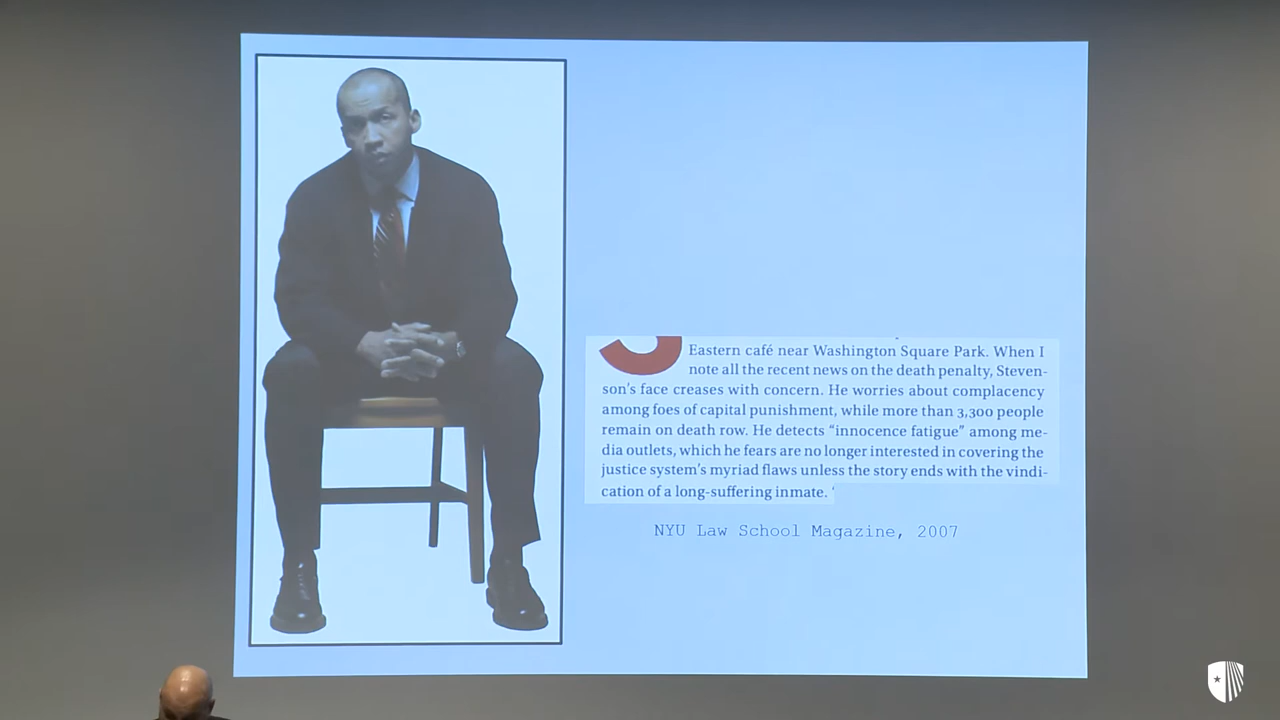 Eastern café near Washington Square Park. When I
note all the recent news on the death penalty, Steven-
son's face creases with concern. He worries about complacency
among foes of capital punishment, while more than 3,300 people
remain on death row. He detects “innocence fatigue” among me-
dia outlets, which he fears are no longer interested in covering the
justice system's myriad flaws unless the story ends with the vindi-
cation of a long-suffering inmate. ‘
NYU Law School Magazine, 2007